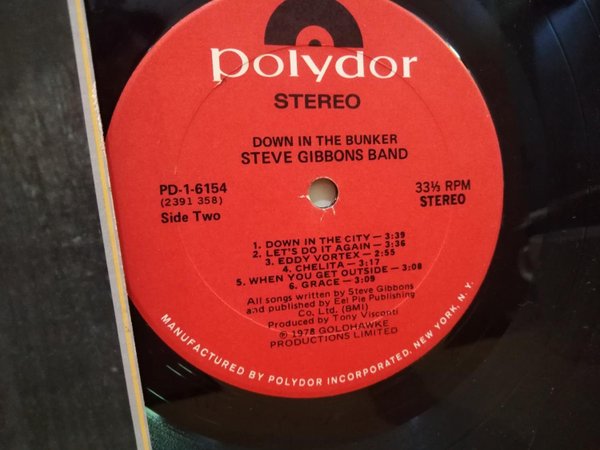 polydor
STEREO
DOWN IN THE BUNKER
STEVE GIBBONS BAND
PD-1-6154
(2391 358)
Side Two
33⅓ RPM
STEREO
1. DOWN IN THE CITY — 3:39
2. LET'S DO IT AGAIN — 3:36
3. EDDY VORTEX — 2:55
4. CHELITA — 3:17
5. WHEN YOU GET OUTSIDE — 3:08
6. GRACE — 3:09
All songs written by Steve Gibbons
and published by Eel Pie Publishing
Co. Ltd. (BMI)
Produced by Tony Visconti
℗ 1978 GOLDHAWKE
PRODUCTIONS LIMITED
MANUFACTURED BY POLYDOR INCORPORATED. NEW YORK, N.Y.